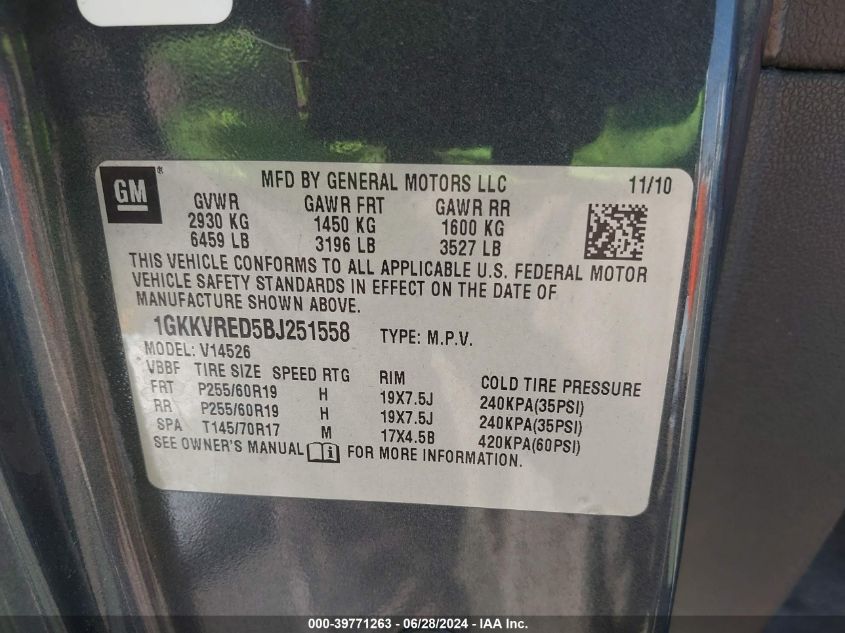 GM®
MFD BY GENERAL MOTORS LLC 11/10
GVWR GAWR FRT GAWR RR
2930 KG 1450 KG 1600 KG
6459 LB 3196 LB 3527 LB
THIS VEHICLE CONFORMS TO ALL APPLICABLE U.S. FEDERAL MOTOR
VEHICLE SAFETY STANDARDS IN EFFECT ON THE DATE OF
MANUFACTURE SHOWN ABOVE.
1GKKVRED5BJ251558 TYPE: M.P.V.
MODEL: V14526
VBBF TIRE SIZE SPEED RTG RIM COLD TIRE PRESSURE
FRT P255/60R19 H 19X7.5J 240KPA(35PSI)
RR P255/60R19 H 19X7.5J 240KPA(35PSI)
SPA T145/70R17 M 17X4.5B 420KPA(60PSI)
SEE OWNER'S MANUAL FOR MORE INFORMATION.
000-39771263 - 06/28/2024 - IAA Inc.